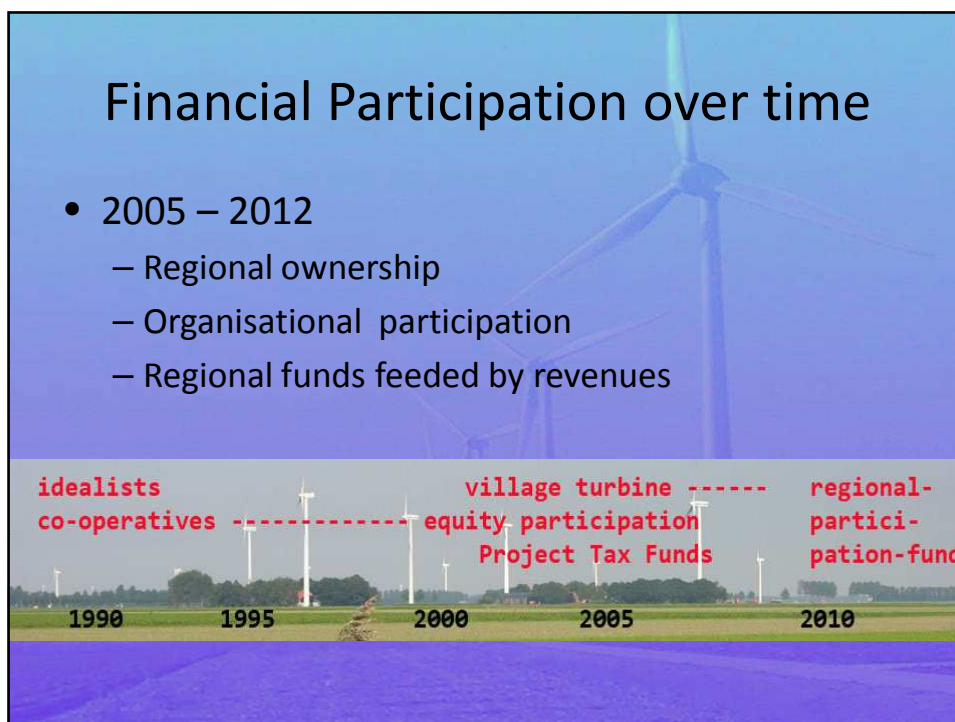 Financial Participation over time
• 2005 – 2012
– Regional ownership
– Organisational participation
– Regional funds feeded by revenues
idealists village turbine ------ regional-
co-operatives ------------- equity participation partici-
Project Tax Funds pation-fund
1990 1995 2000 2005 2010